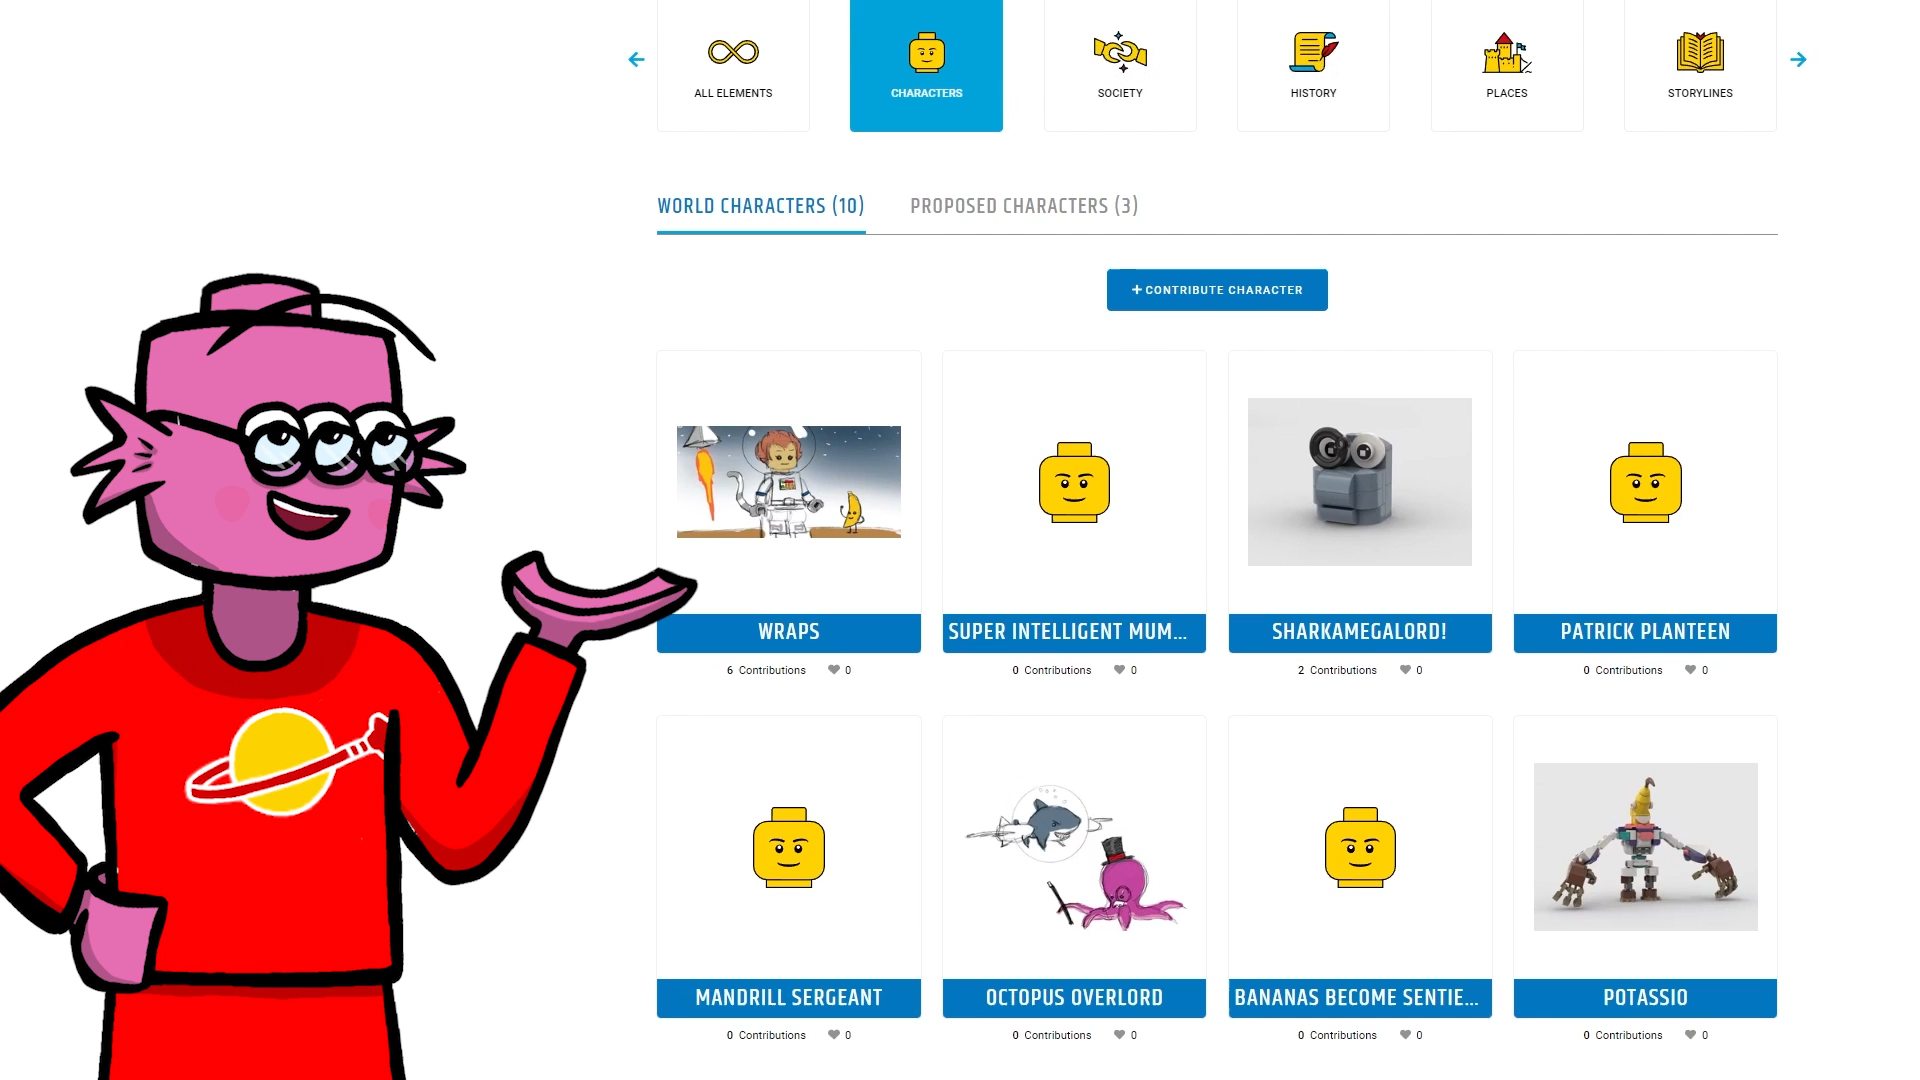 ALL ELEMENTS
CHARACTERS
SOCIETY
HISTORY
PLACES
STORYLINES
WORLD CHARACTERS (10)
PROPOSED CHARACTERS (3)
+ CONTRIBUTE CHARACTER
WRAPS
SUPER INTELLIGENT MUM...
SHARKAMEGALORD!
PATRICK PLANTEEN
6 Contributions 0
0 Contributions 0
2 Contributions 0
0 Contributions 0
MANDRILL SERGEANT
OCTOPUS OVERLORD
BANANAS BECOME SENTIE...
POTASSIO
0 Contributions 0
0 Contributions 0
0 Contributions 0
0 Contributions 0